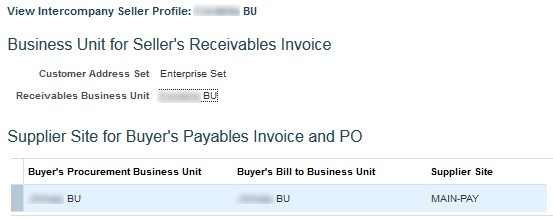 View Intercompany Seller Profile: BU
Business Unit for Seller's Receivables Invoice
Customer Address Set Enterprise Set
Receivables Business Unit BU
Supplier Site for Buyer's Payables Invoice and PO
Buyer's Procurement Business Unit Buyer's Bill to Business Unit Supplier Site
BU BU MAIN-PAY